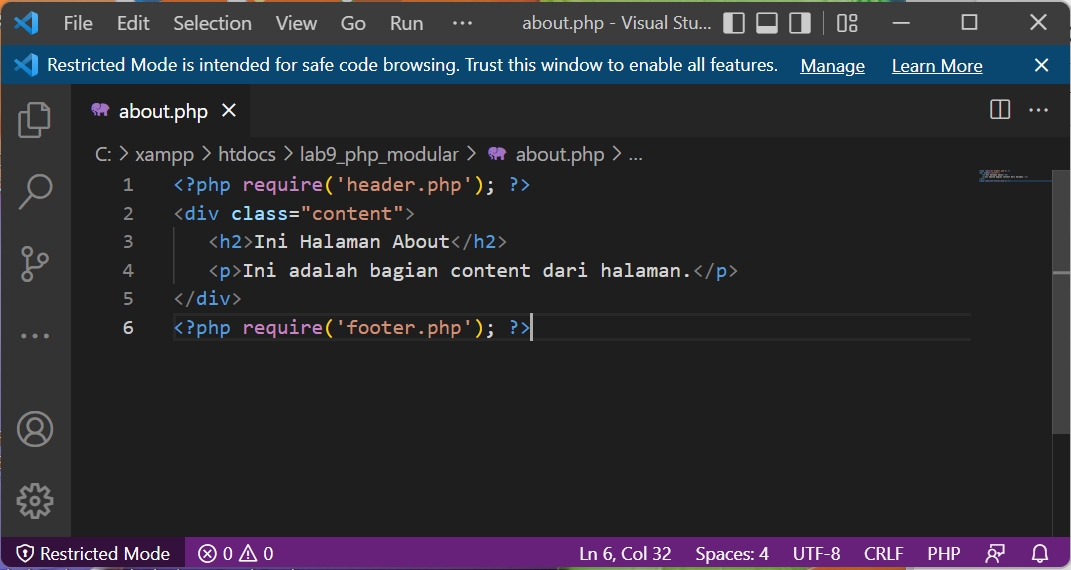 File Edit Selection View Go Run ··· about.php - Visual Stu...
Restricted Mode is intended for safe code browsing. Trust this window to enable all features. Manage Learn More
about.php
C: > xampp > htdocs > lab9_php_modular > about.php > ...
1 <?php require('header.php'); ?>
2 <div class="content">
3 <h2>Ini Halaman About</h2>
4 <p>Ini adalah bagian content dari halaman.</p>
5 </div>
6 <?php require('footer.php'); ?>
Restricted Mode 0 0 Ln 6, Col 32 Spaces: 4 UTF-8 CRLF PHP